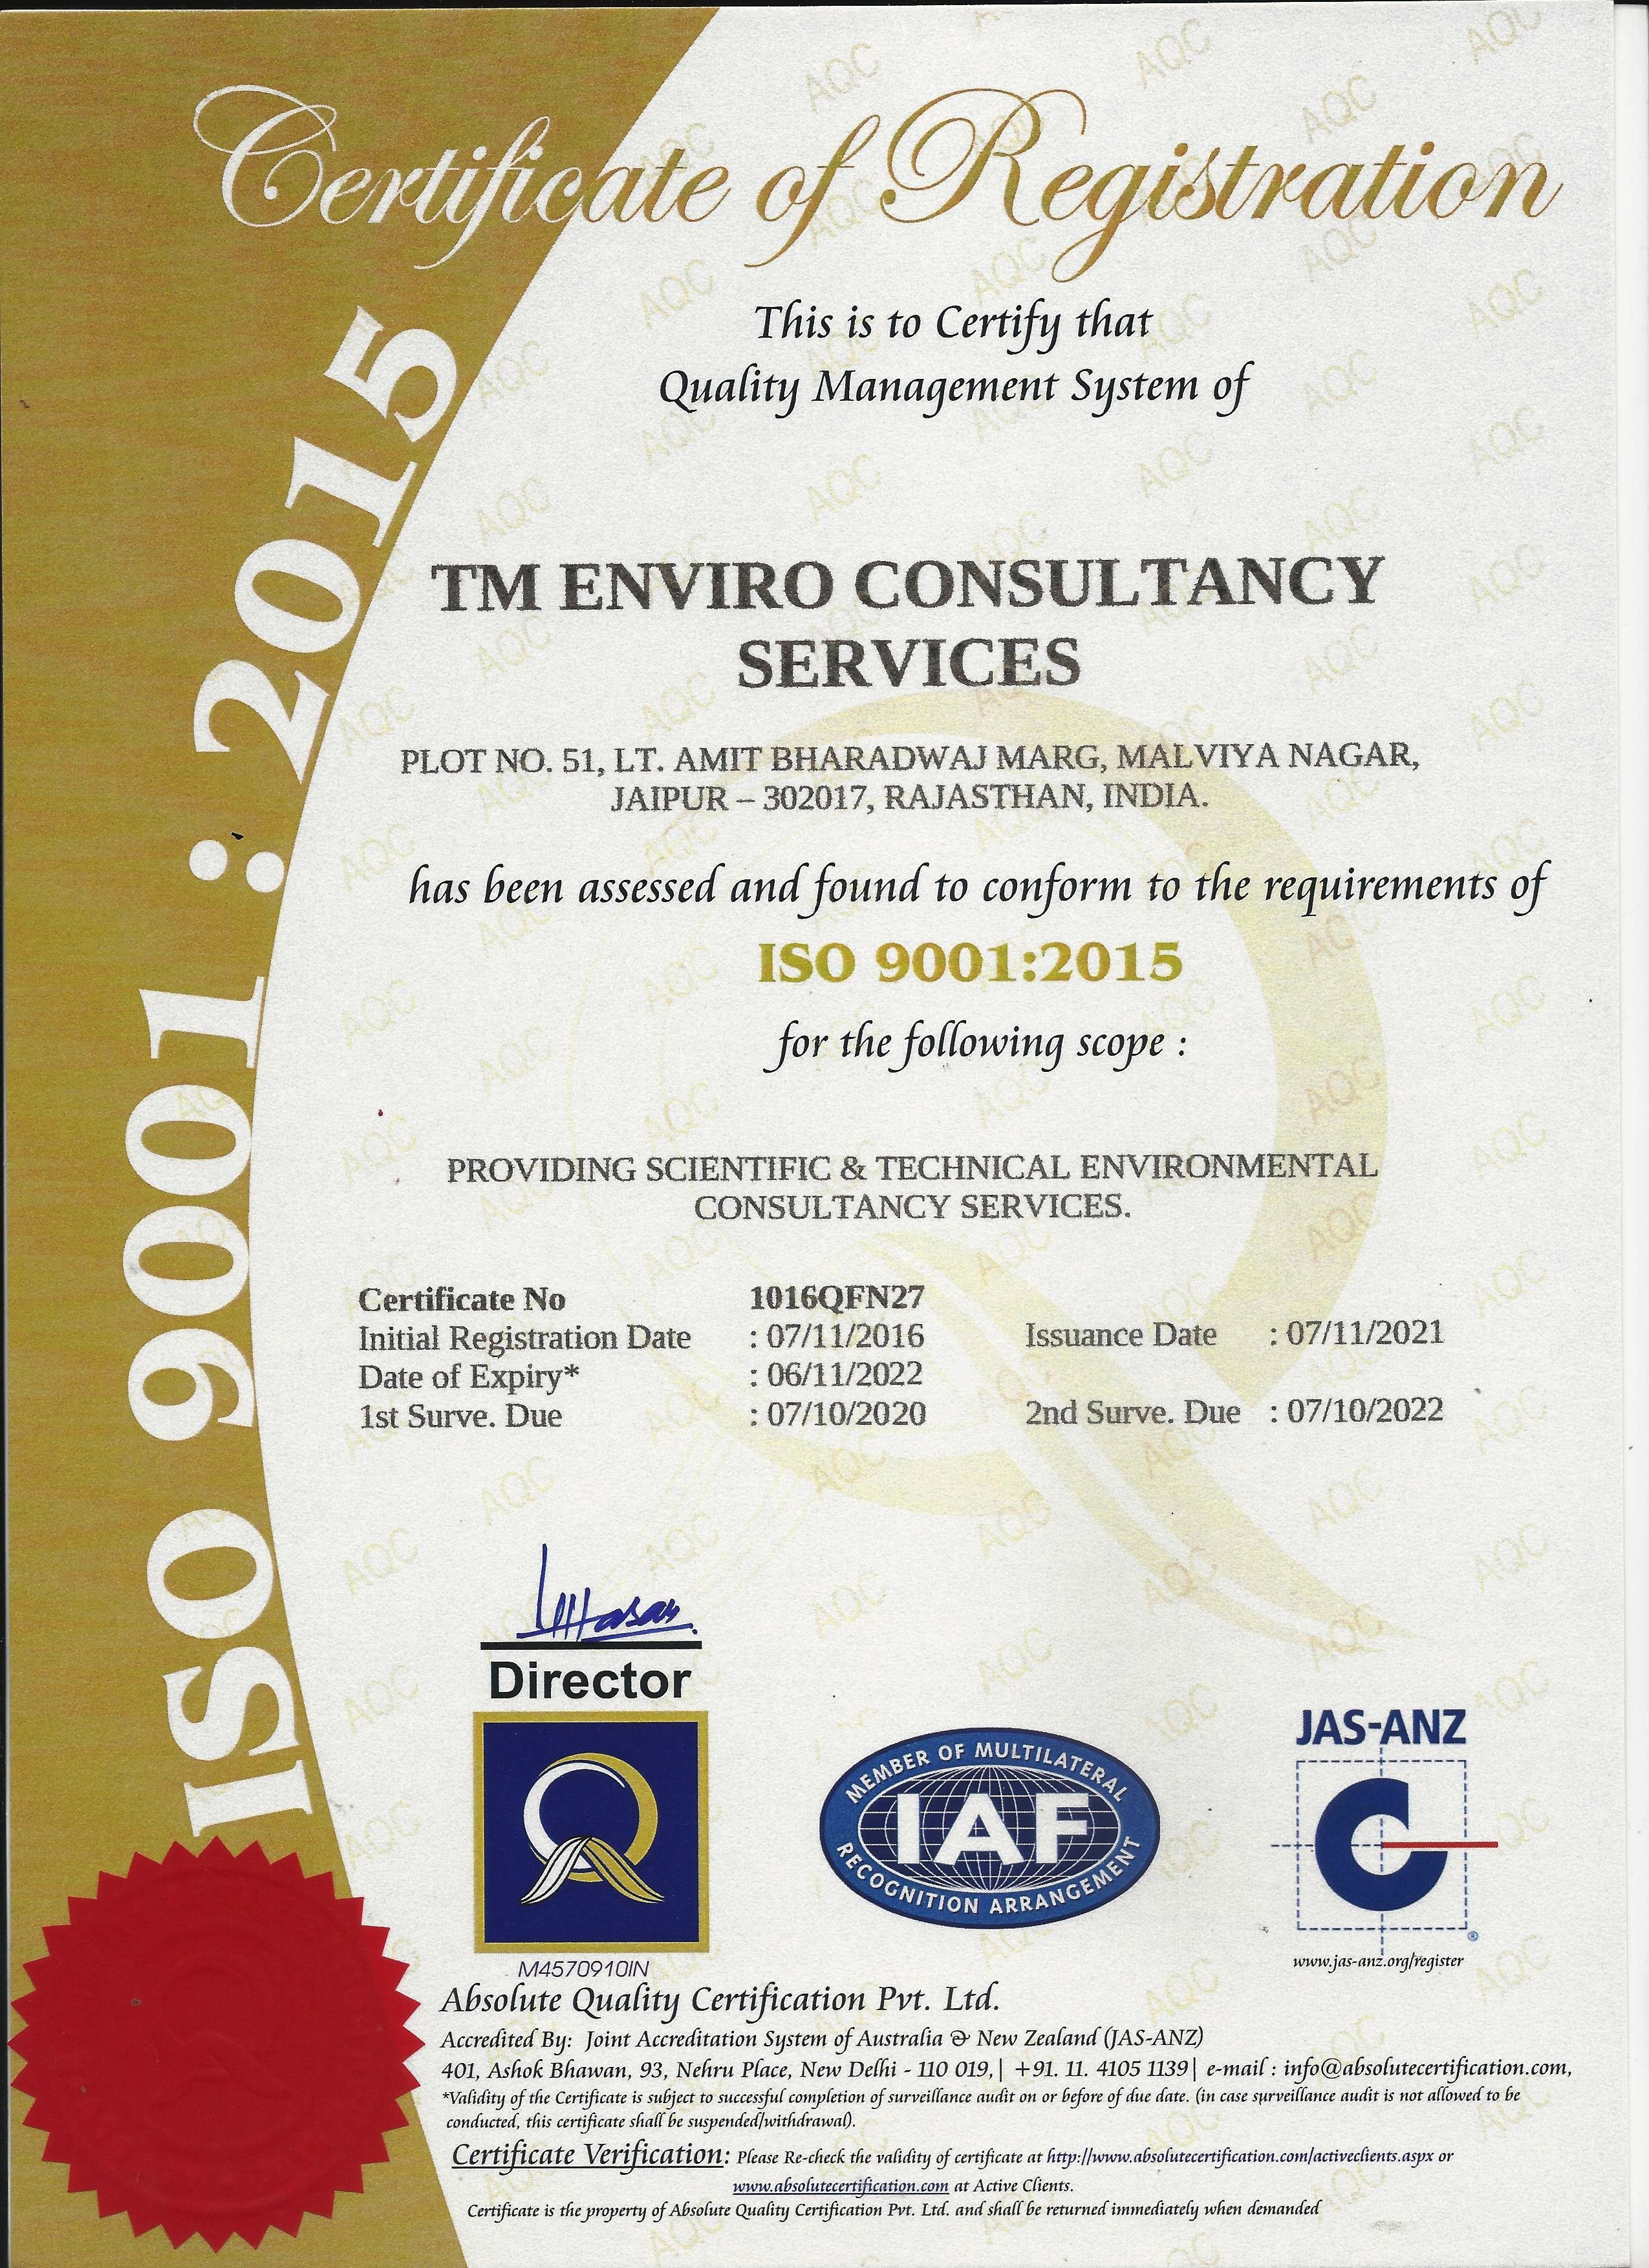 Certificate of Registration
This is to Certify that
Quality Management System of
ISO 9001 : 2015
TM ENVIRO CONSULTANCY
SERVICES
PLOT NO. 51, LT. AMIT BHARADWAJ MARG, MALVIYA NAGAR,
JAIPUR – 302017, RAJASTHAN, INDIA.
has been assessed and found to conform to the requirements of
ISO 9001:2015
for the following scope :
PROVIDING SCIENTIFIC & TECHNICAL ENVIRONMENTAL
CONSULTANCY SERVICES.
Certificate No 1016QFN27
Initial Registration Date : 07/11/2016 Issuance Date : 07/11/2021
Date of Expiry* : 06/11/2022
1st Surve. Due : 07/10/2020 2nd Surve. Due : 07/10/2022
Director
MEMBER OF MULTILATERAL
IAF
RECOGNITION ARRANGEMENT
JAS-ANZ
®
www.jas-anz.org/register
M4570910IN
Absolute Quality Certification Pvt. Ltd.
Accredited By: Joint Accreditation System of Australia & New Zealand (JAS-ANZ)
401, Ashok Bhawan, 93, Nehru Place, New Delhi - 110 019,| +91. 11. 4105 1139| e-mail : info@absolutecertification.com,
*Validity of the Certificate is subject to successful completion of surveillance audit on or before of due date. (in case surveillance audit is not allowed to be
conducted, this certificate shall be suspended/withdrawal).
Certificate Verification: Please Re-check the validity of certificate at http://www.absolutecertification.com/activeclients.aspx or
www.absolutecertification.com at Active Clients.
Certificate is the property of Absolute Quality Certification Pvt. Ltd. and shall be returned immediately when demanded